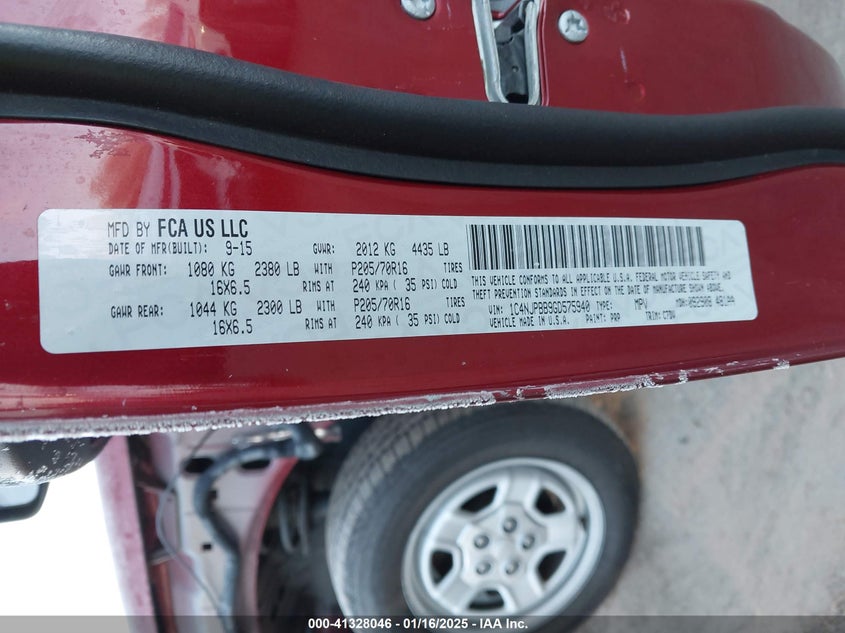 MFD BY FCA US LLC
DATE OF MFR(BUILT): 9-15 GVWR: 2012 KG 4435 LB
GAWR FRONT: 1080 KG 2380 LB WITH P205/70R16 TIRES
16X6.5 RIMS AT 240 KPA ( 35 PSI) COLD
GAWR REAR: 1044 KG 2300 LB WITH P205/70R16 TIRES
16X6.5 RIMS AT 240 KPA ( 35 PSI) COLD
THIS VEHICLE CONFORMS TO ALL APPLICABLE U.S.A. FEDERAL MOTOR VEHICLE SAFETY AND
THEFT PREVENTION STANDARDS IN EFFECT ON THE DATE OF MANUFACTURE SHOWN ABOVE.
VIN: 1C4NJPBB9GD575940 TYPE: MPV MDH:
VEHICLE MADE IN U.S.A. PAINT: PRP TRIM:
000-41328046 — 01/16/2025 — IAA Inc.